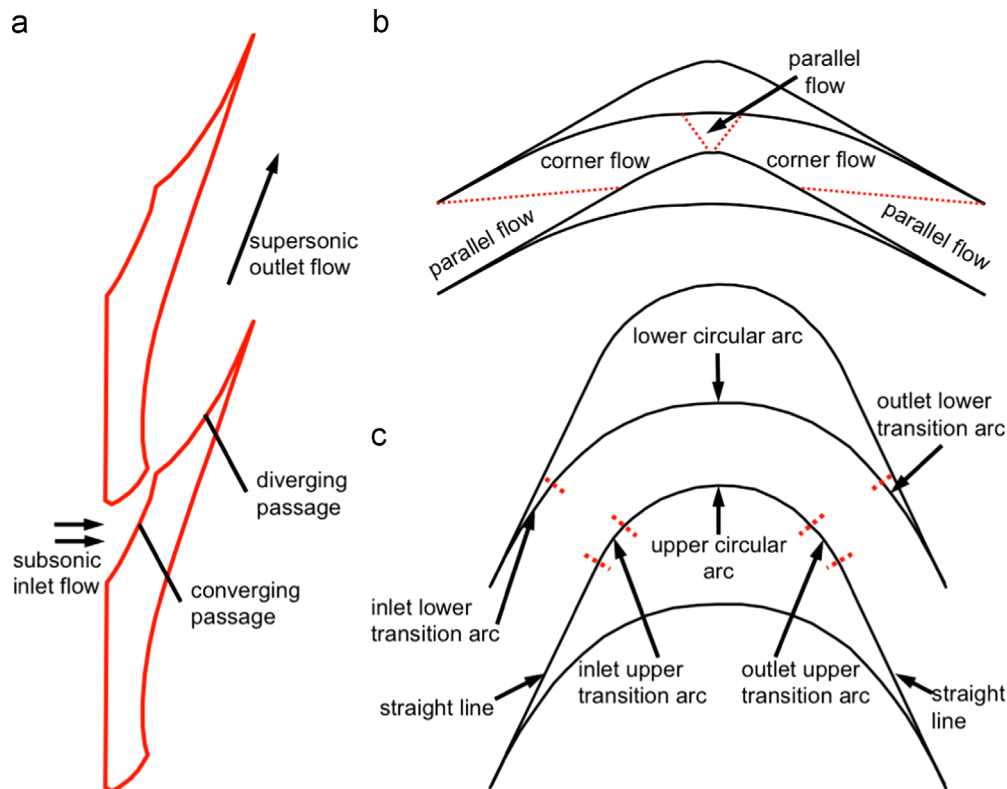 a
supersonic
outlet flow
diverging
passage
subsonic
inlet flow
converging
passage
b
parallel
flow
corner flow
corner flow
parallel flow
parallel flow
c
lower circular arc
outlet lower
transition arc
upper circular
arc
inlet lower
transition arc
inlet upper
transition arc
outlet upper
transition arc
straight line
straight
line